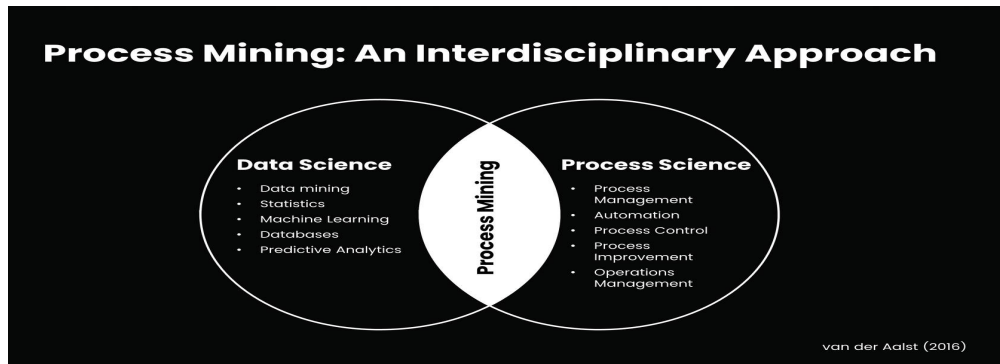 Process Mining: An Interdisciplinary Approach
Data Science
• Data mining
• Statistics
• Machine Learning
• Databases
• Predictive Analytics
Process Mining
Process Science
• Process
Management
• Automation
• Process Control
• Process
Improvement
• Operations
Management
van der Aalst (2016)